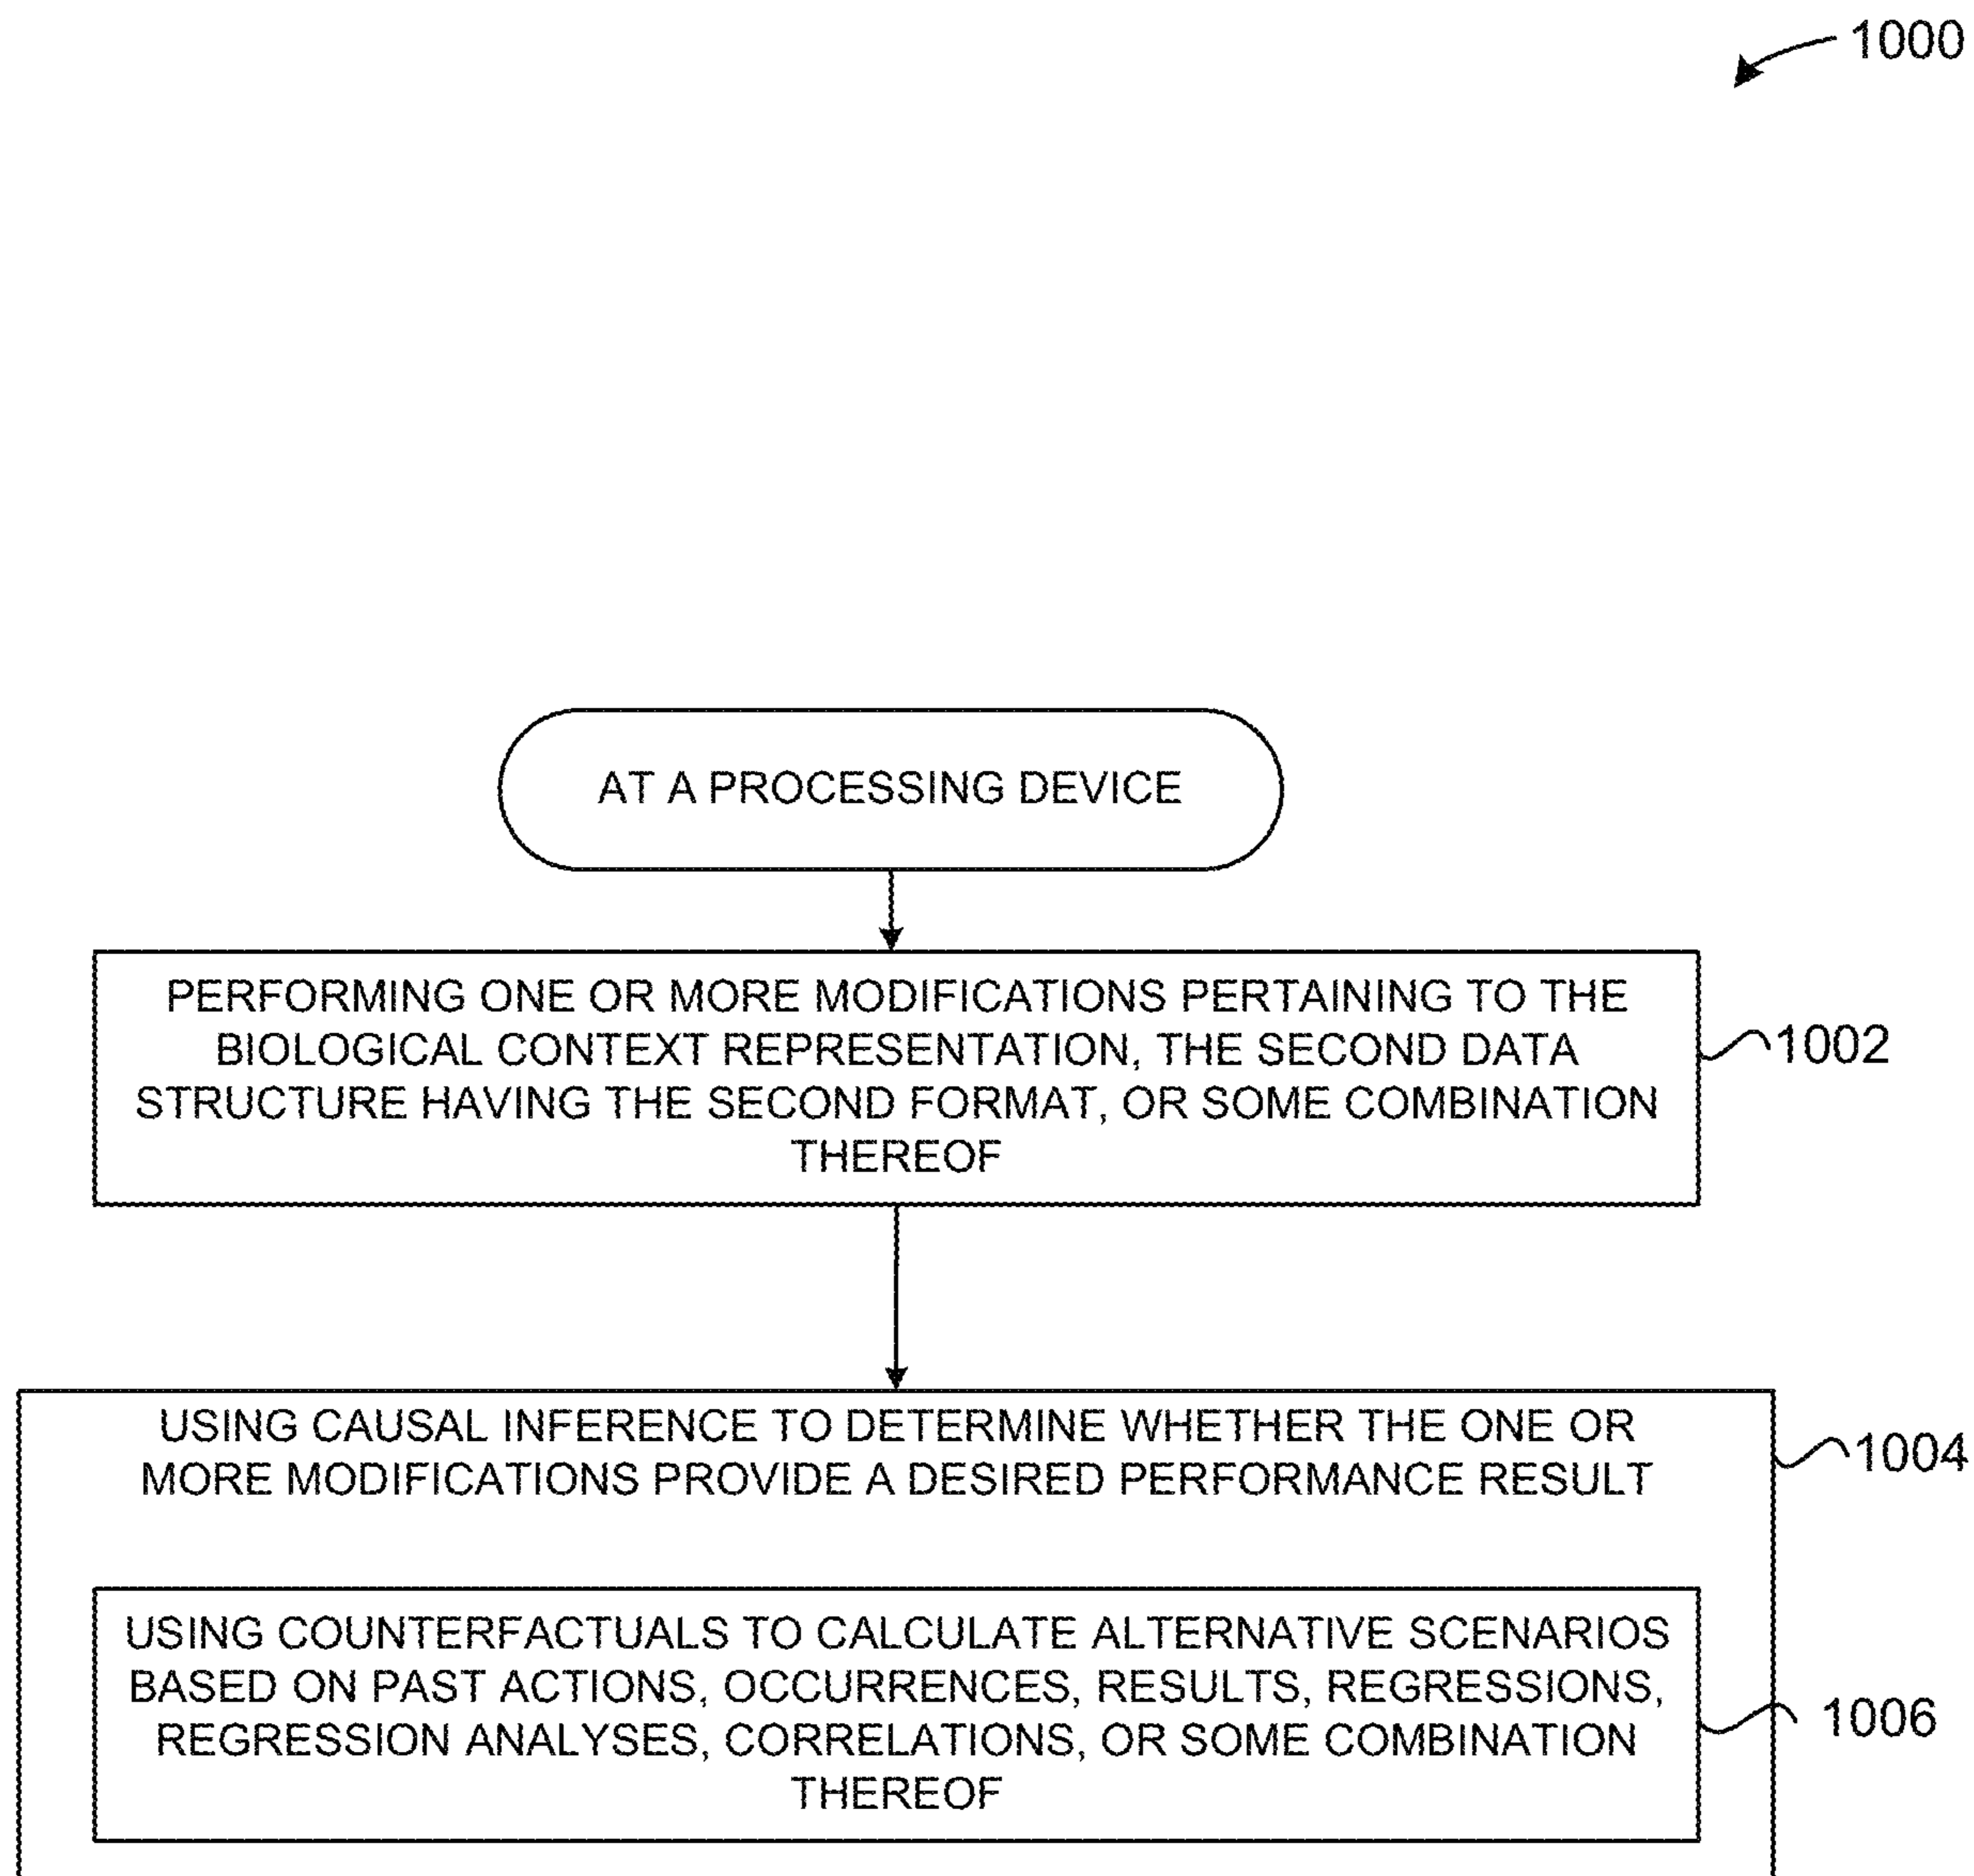 1000
AT A PROCESSING DEVICE
PERFORMING ONE OR MORE MODIFICATIONS PERTAINING TO THE
BIOLOGICAL CONTEXT REPRESENTATION, THE SECOND DATA
STRUCTURE HAVING THE SECOND FORMAT, OR SOME COMBINATION
THEREOF
1002
USING CAUSAL INFERENCE TO DETERMINE WHETHER THE ONE OR
MORE MODIFICATIONS PROVIDE A DESIRED PERFORMANCE RESULT
1004
USING COUNTERFACTUALS TO CALCULATE ALTERNATIVE SCENARIOS
BASED ON PAST ACTIONS, OCCURRENCES, RESULTS, REGRESSIONS,
REGRESSION ANALYSES, CORRELATIONS, OR SOME COMBINATION
THEREOF
1006